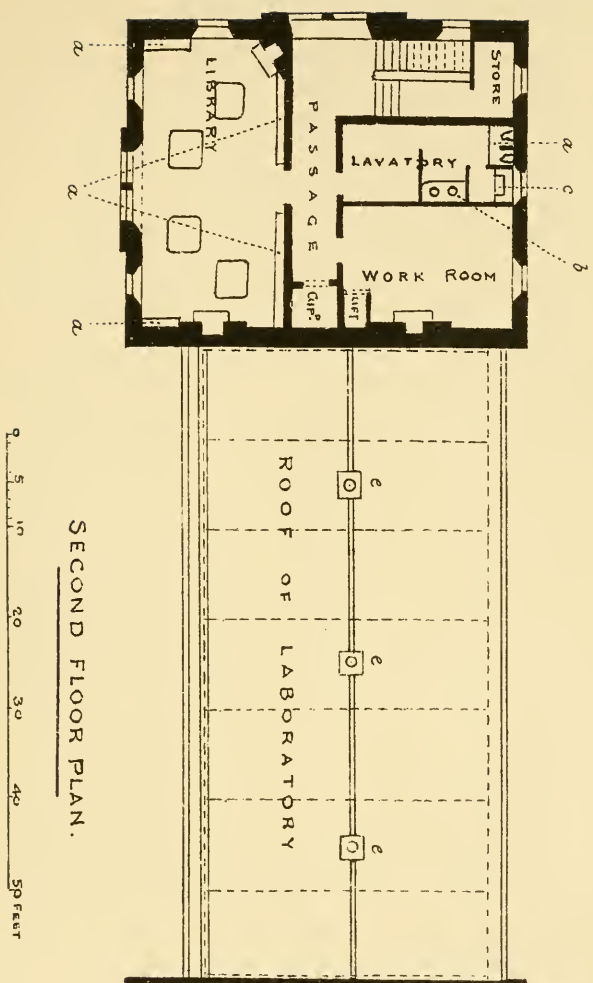 STORE
a
LAVATORY
c
b
WORK ROOM
LIFT
CUPD
PASSAGE
LIBRARY
a
a
a
ROOF OF LABORATORY
e
e
e
SECOND FLOOR PLAN.
0 5 10 20 30 40 50 FEET